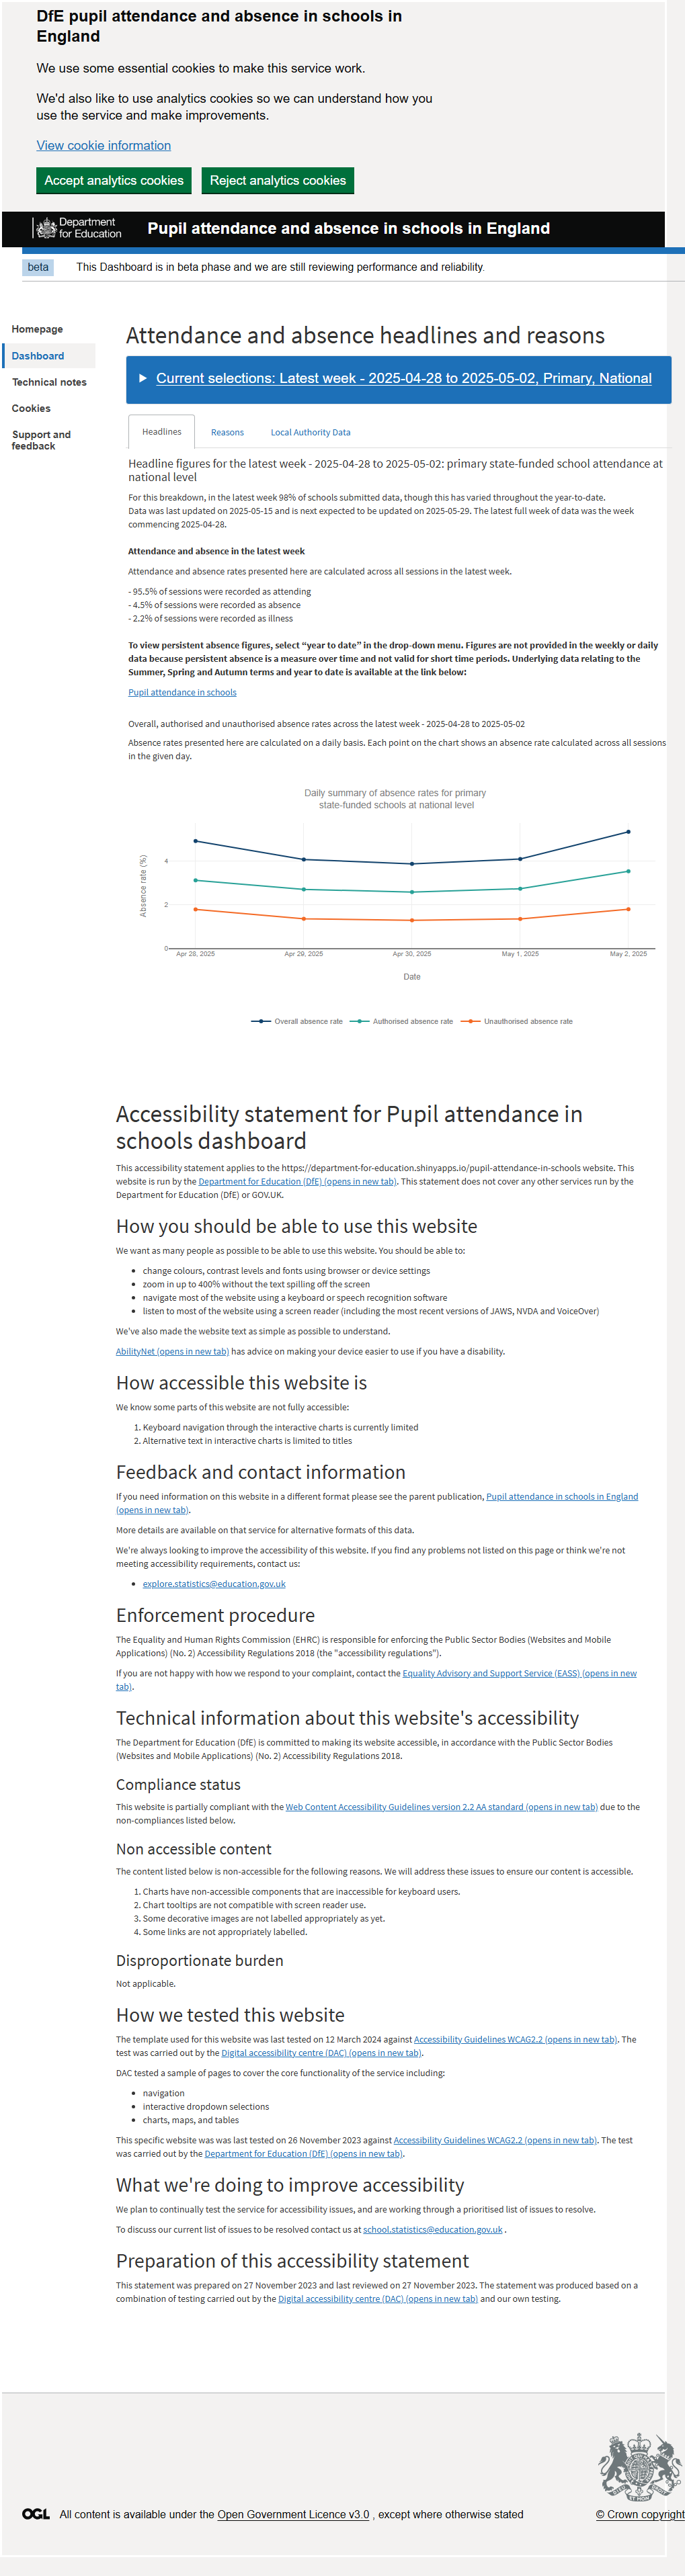 DfE pupil attendance and absence in schools in
England
We use some essential cookies to make this service work.
We'd also like to use analytics cookies so we can understand how you
use the service and make improvements.
View cookie information
Accept analytics cookies
Reject analytics cookies
Department
for Education
Pupil attendance and absence in schools in England
beta
This Dashboard is in beta phase and we are still reviewing performance and reliability.
Homepage
Dashboard
Technical notes
Cookies
Support and
feedback
Attendance and absence headlines and reasons
Current selections: Latest week - 2025-04-28 to 2025-05-02, Primary, National
Headlines
Reasons
Local Authority Data
Headline figures for the latest week - 2025-04-28 to 2025-05-02: primary state-funded school attendance at
national level
For this breakdown, in the latest week 98% of schools submitted data, though this has varied throughout the year-to-date.
Data was last updated on 2025-05-15 and is next expected to be updated on 2025-05-29. The latest full week of data was the week
commencing 2025-04-28.
Attendance and absence in the latest week
Attendance and absence rates presented here are calculated across all sessions in the latest week.
- 95.5% of sessions were recorded as attending
- 4.5% of sessions were recorded as absence
- 2.2% of sessions were recorded as illness
To view persistent absence figures, select “year to date” in the drop-down menu. Figures are not provided in the weekly or daily
data because persistent absence is a measure over time and not valid for short time periods. Underlying data relating to the
Summer, Spring and Autumn terms and year to date is available at the link below:
Pupil attendance in schools
Overall, authorised and unauthorised absence rates across the latest week - 2025-04-28 to 2025-05-02
Absence rates presented here are calculated on a daily basis. Each point on the chart shows an absence rate calculated across all sessions
in the given day.
Daily summary of absence rates for primary
state-funded schools at national level
Absence rate (%)
4
2
0
Apr 28, 2025
Apr 29, 2025
Apr 30, 2025
May 1, 2025
May 2, 2025
Date
Overall absence rate
Authorised absence rate
Unauthorised absence rate
Accessibility statement for Pupil attendance in
schools dashboard
This accessibility statement applies to the https://department-for-education.shinyapps.io/pupil-attendance-in-schools website. This
website is run by the Department for Education (DfE) (opens in new tab). This statement does not cover any other services run by the
Department for Education (DfE) or GOV.UK.
How you should be able to use this website
We want as many people as possible to be able to use this website. You should be able to:
• change colours, contrast levels and fonts using browser or device settings
• zoom in up to 400% without the text spilling off the screen
• navigate most of the website using a keyboard or speech recognition software
• listen to most of the website using a screen reader (including the most recent versions of JAWS, NVDA and VoiceOver)
We've also made the website text as simple as possible to understand.
AbilityNet (opens in new tab) has advice on making your device easier to use if you have a disability.
How accessible this website is
We know some parts of this website are not fully accessible:
1. Keyboard navigation through the interactive charts is currently limited
2. Alternative text in interactive charts is limited to titles
Feedback and contact information
If you need information on this website in a different format please see the parent publication, Pupil attendance in schools in England
(opens in new tab).
More details are available on that service for alternative formats of this data.
We're always looking to improve the accessibility of this website. If you find any problems not listed on this page or think we're not
meeting accessibility requirements, contact us:
• explore.statistics@education.gov.uk
Enforcement procedure
The Equality and Human Rights Commission (EHRC) is responsible for enforcing the Public Sector Bodies (Websites and Mobile
Applications) (No. 2) Accessibility Regulations 2018 (the "accessibility regulations").
If you are not happy with how we respond to your complaint, contact the Equality Advisory and Support Service (EASS) (opens in new
tab).
Technical information about this website's accessibility
The Department for Education (DfE) is committed to making its website accessible, in accordance with the Public Sector Bodies
(Websites and Mobile Applications) (No. 2) Accessibility Regulations 2018.
Compliance status
This website is partially compliant with the Web Content Accessibility Guidelines version 2.2 AA standard (opens in new tab) due to the
non-compliances listed below.
Non accessible content
The content listed below is non-accessible for the following reasons. We will address these issues to ensure our content is accessible.
1. Charts have non-accessible components that are inaccessible for keyboard users.
2. Chart tooltips are not compatible with screen reader use.
3. Some decorative images are not labelled appropriately as yet.
4. Some links are not appropriately labelled.
Disproportionate burden
Not applicable.
How we tested this website
The template used for this website was last tested on 12 March 2024 against Accessibility Guidelines WCAG2.2 (opens in new tab). The
test was carried out by the Digital accessibility centre (DAC) (opens in new tab).
DAC tested a sample of pages to cover the core functionality of the service including:
• navigation
• interactive dropdown selections
• charts, maps, and tables
This specific website was was last tested on 26 November 2023 against Accessibility Guidelines WCAG2.2 (opens in new tab). The test
was carried out by the Department for Education (DfE) (opens in new tab).
What we're doing to improve accessibility
We plan to continually test the service for accessibility issues, and are working through a prioritised list of issues to resolve.
To discuss our current list of issues to be resolved contact us at school.statistics@education.gov.uk .
Preparation of this accessibility statement
This statement was prepared on 27 November 2023 and last reviewed on 27 November 2023. The statement was produced based on a
combination of testing carried out by the Digital accessibility centre (DAC) (opens in new tab) and our own testing.
OGL All content is available under the Open Government Licence v3.0 , except where otherwise stated
© Crown copyright